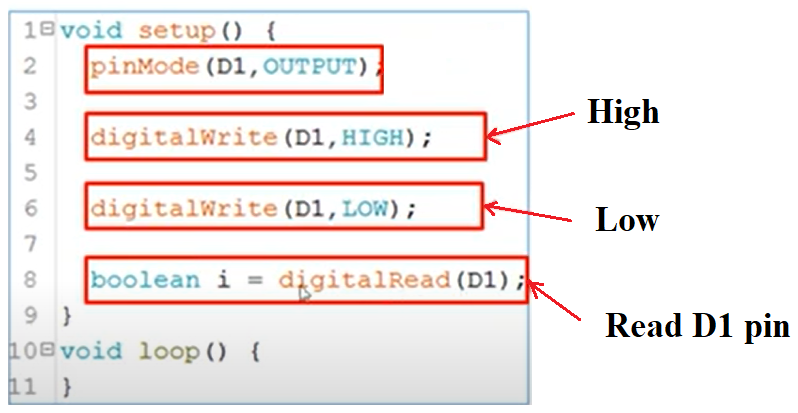 1 void setup() {
2 pinMode(D1,OUTPUT);
3
4 digitalWrite(D1,HIGH);
5
6 digitalWrite(D1,LOW);
7
8 boolean i = digitalRead(D1);
9 }
10 void loop() {
11 }
High
Low
Read D1 pin